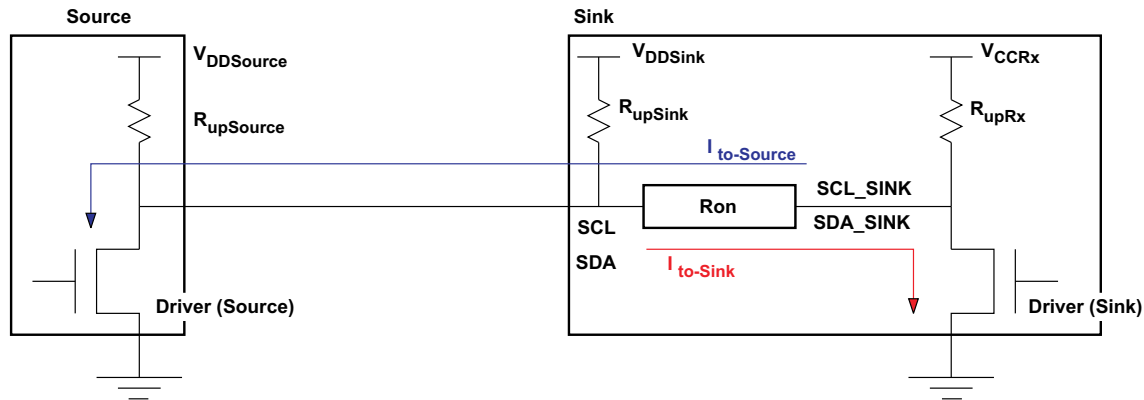 Source
Sink
VDDSource
VDDSink
VCCRx
RupSource
RupSink
RupRx
I to-Source
SCL_SINK
Ron
SCL
SDA_SINK
SDA
I to-Sink
Driver (Source)
Driver (Sink)